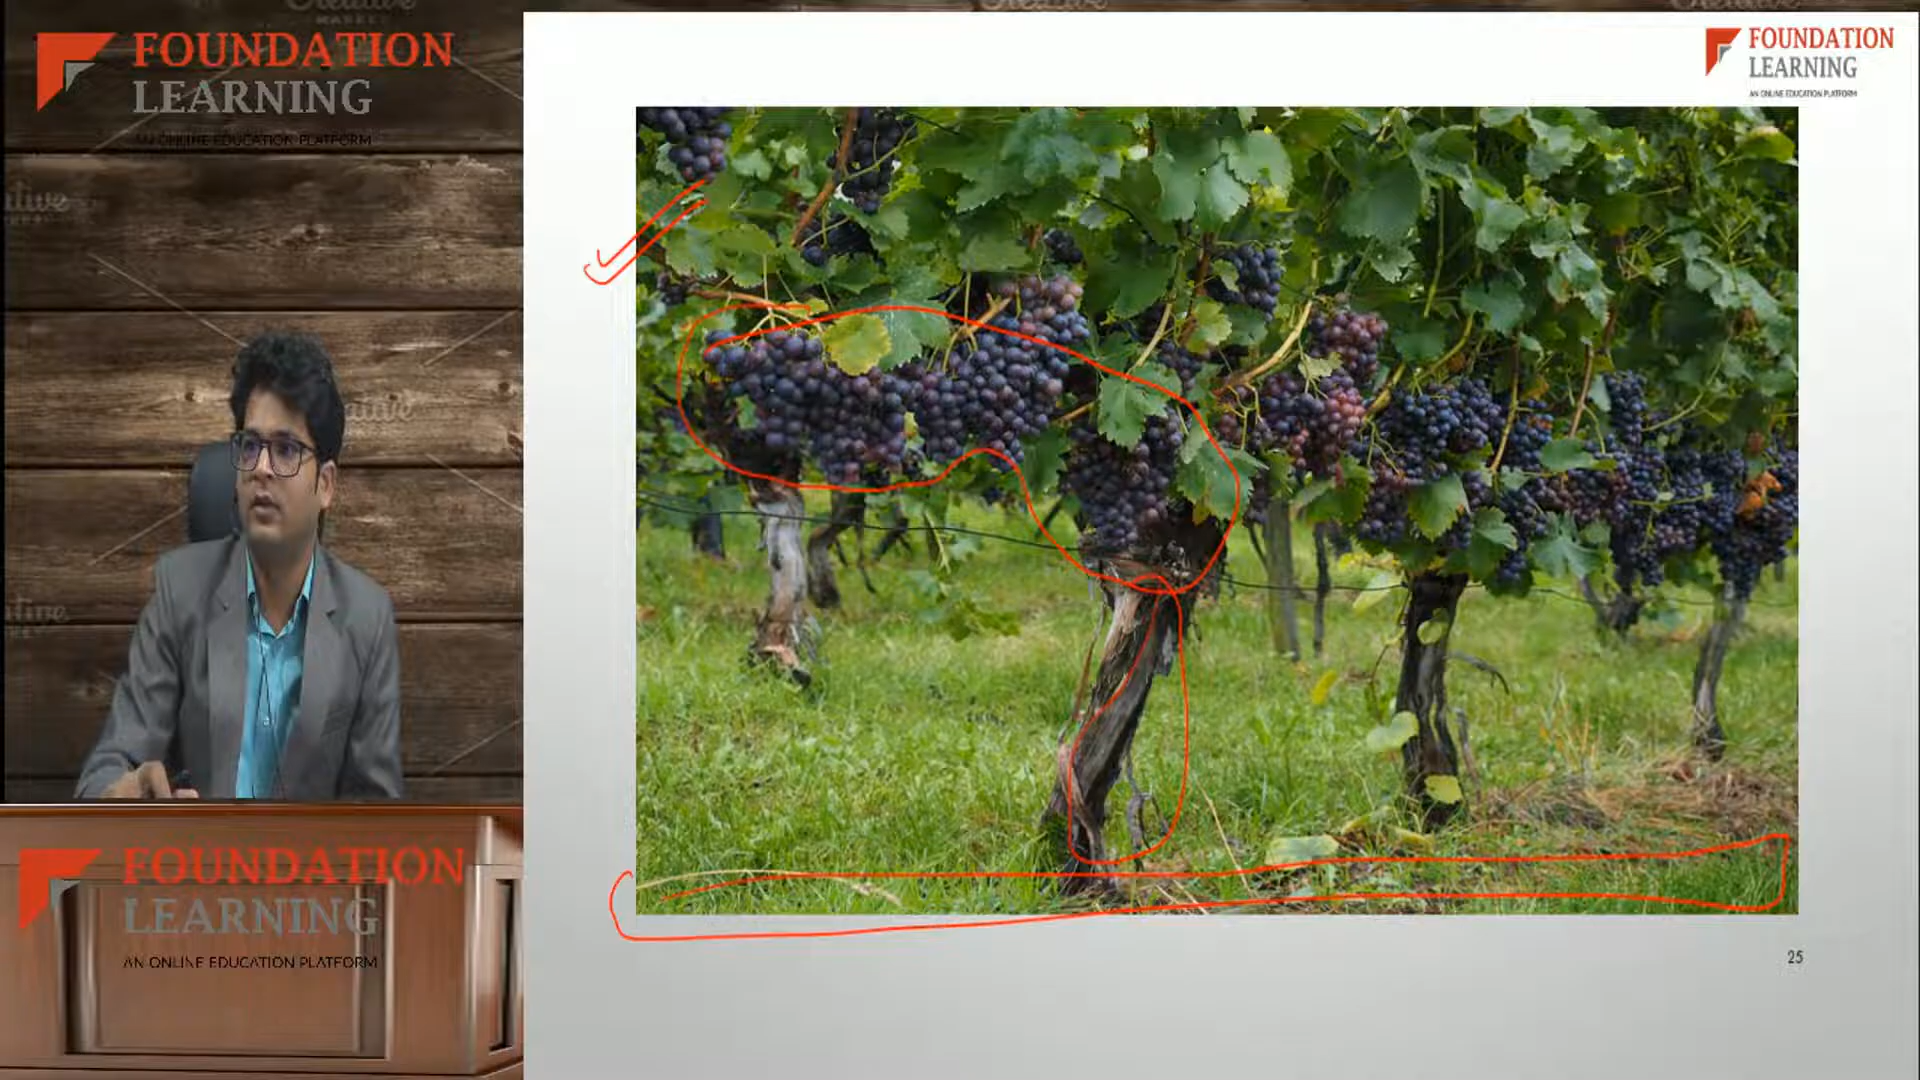 FOUNDATION
LEARNING
AN ONLINE EDUCATION PLATFORM
FOUNDATION
LEARNING
AN ONLINE EDUCATION PLATFORM
FOUNDATION
LEARNING
AN ONLINE EDUCATION PLATFORM
25